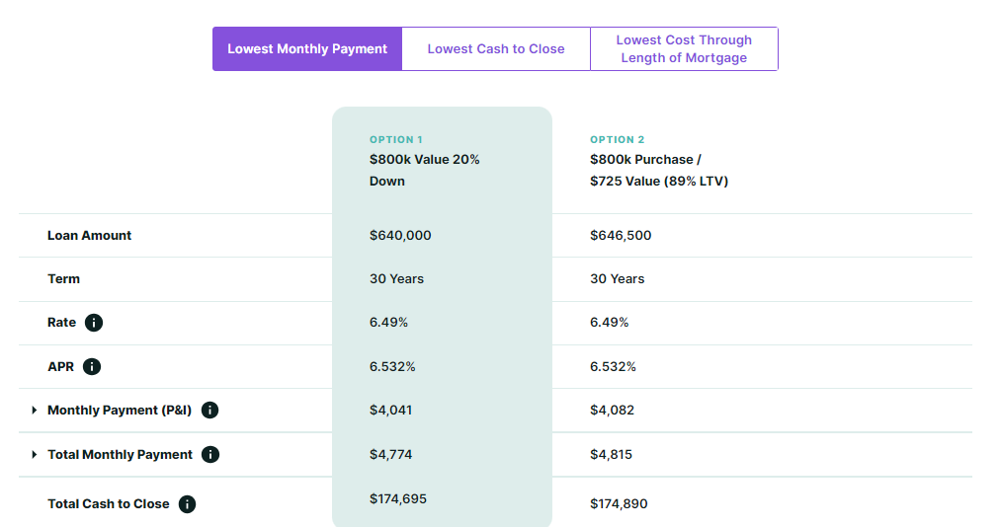 Lowest Monthly Payment
Lowest Cash to Close
Lowest Cost Through
Length of Mortgage
OPTION 1
$800k Value 20%
Down
OPTION 2
$800k Purchase /
$725 Value (89% LTV)
Loan Amount $640,000 $646,500
Term 30 Years 30 Years
Rate i 6.49% 6.49%
APR i 6.532% 6.532%
Monthly Payment (P&I) i $4,041 $4,082
Total Monthly Payment i $4,774 $4,815
Total Cash to Close i $174,695 $174,890